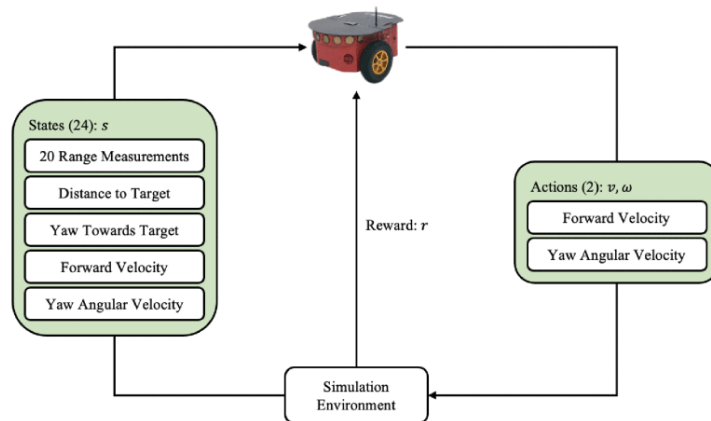 States (24): s
20 Range Measurements
Distance to Target
Yaw Towards Target
Forward Velocity
Yaw Angular Velocity
Reward: r
Actions (2): v, ω
Forward Velocity
Yaw Angular Velocity
Simulation
Environment